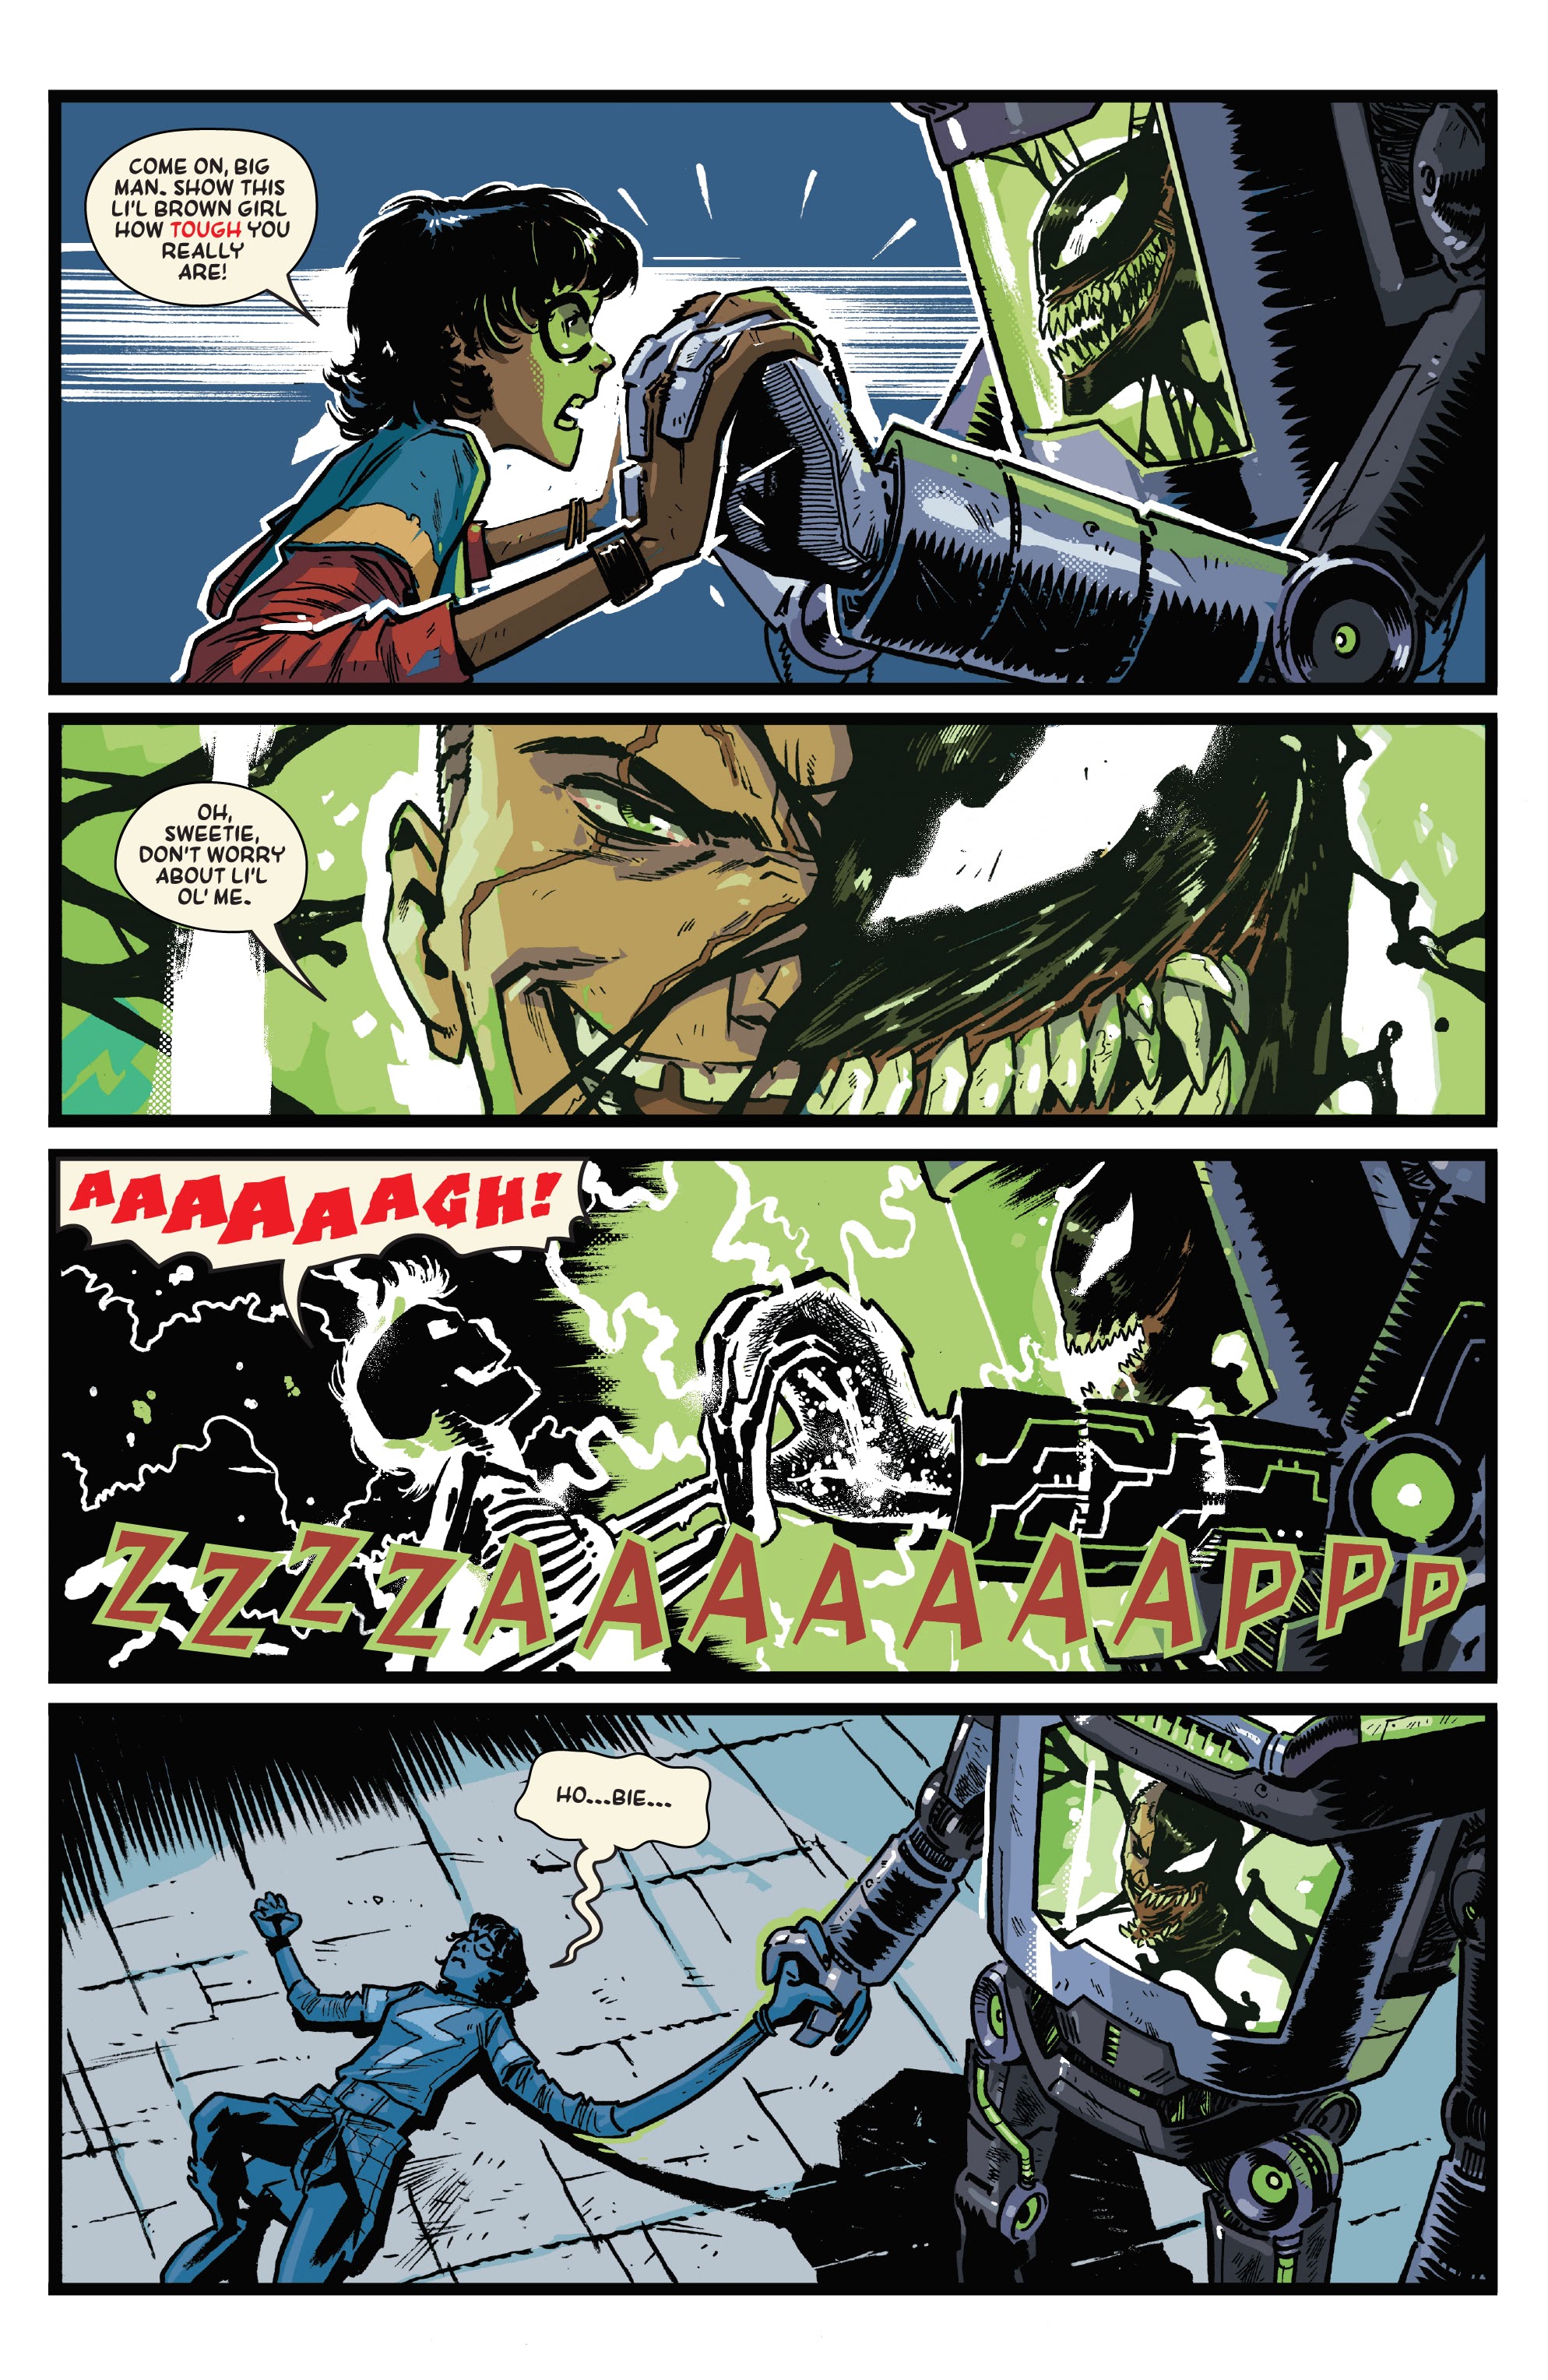 COME ON, BIG
MAN. SHOW THIS
LI'L BROWN GIRL
HOW TOUGH YOU
REALLY
ARE!
OH,
SWEETIE,
DON'T WORRY
ABOUT LI'L
OL' ME.
AAAAAAAGH!
ZZZZAAAAAAAPPP
HO...BIE...